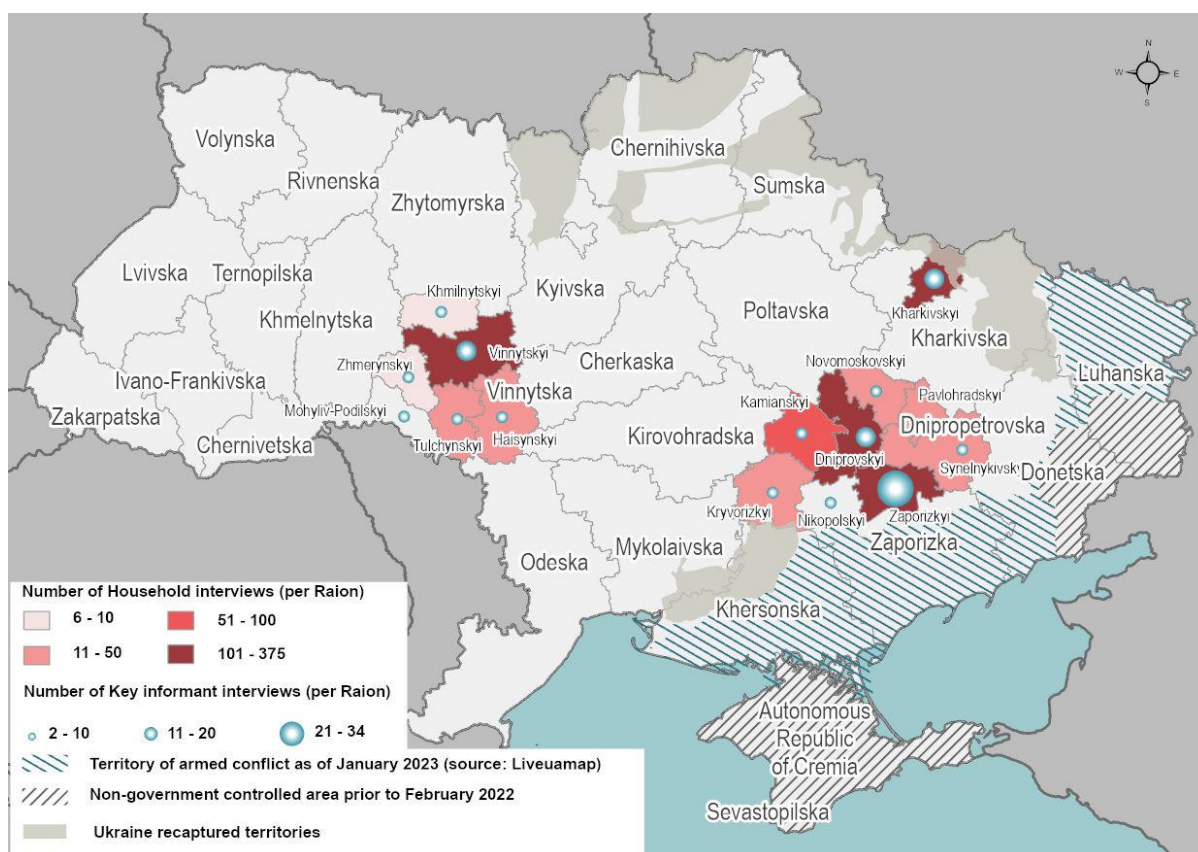 N
W E
S
Volynska
Rivnenska
Zhytomyrska
Chernihivska
Sumska
Lvivska
Ternopilska
Khmelnytska
Khmilnytskyi
Kyivska
Poltavska
Kharkivskyi
Kharkivska
Luhanska
Zhmerynskyi
Vinnytskyi
Vinnytska
Cherkaska
Novomoskovskyi
Pavlohradskyi
Ivano-Frankivska
Zakarpatska
Chernivetska
Mohyliv-Podilskyi
Tulchynskyi
Haisynskyi
Kirovohradska
Kamianskyi
Dniprovskyi
Dnipropetrovska
Synelnykivskyi
Donetska
Kryvorizkyi
Nikopolskyi
Zaporizkyi
Zaporizka
Odeska
Mykolaivska
Khersonska
Autonomous
Republic
of Cremia
Sevastopilska
Number of Household interviews (per Raion)
6 - 10 51 - 100
11 - 50 101 - 375
Number of Key informant interviews (per Raion)
2 - 10 11 - 20 21 - 34
Territory of armed conflict as of January 2023 (source: Liveuamap)
Non-government controlled area prior to February 2022
Ukraine recaptured territories